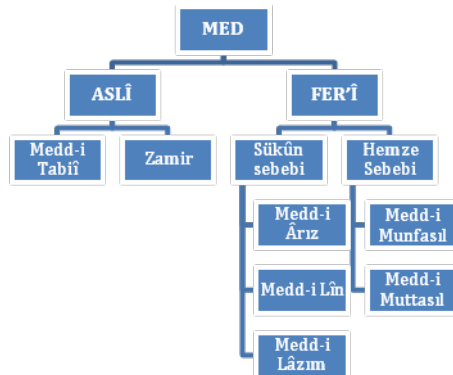 MED
ASLÎ
FER’Î
Medd-i
Tabiî
Zamir
Sükûn
sebebi
Hemze
Sebebi
Medd-i
Ârız
Medd-i
Munfasıl
Medd-i Lîn
Medd-i
Muttasıl
Medd-i
Lâzım